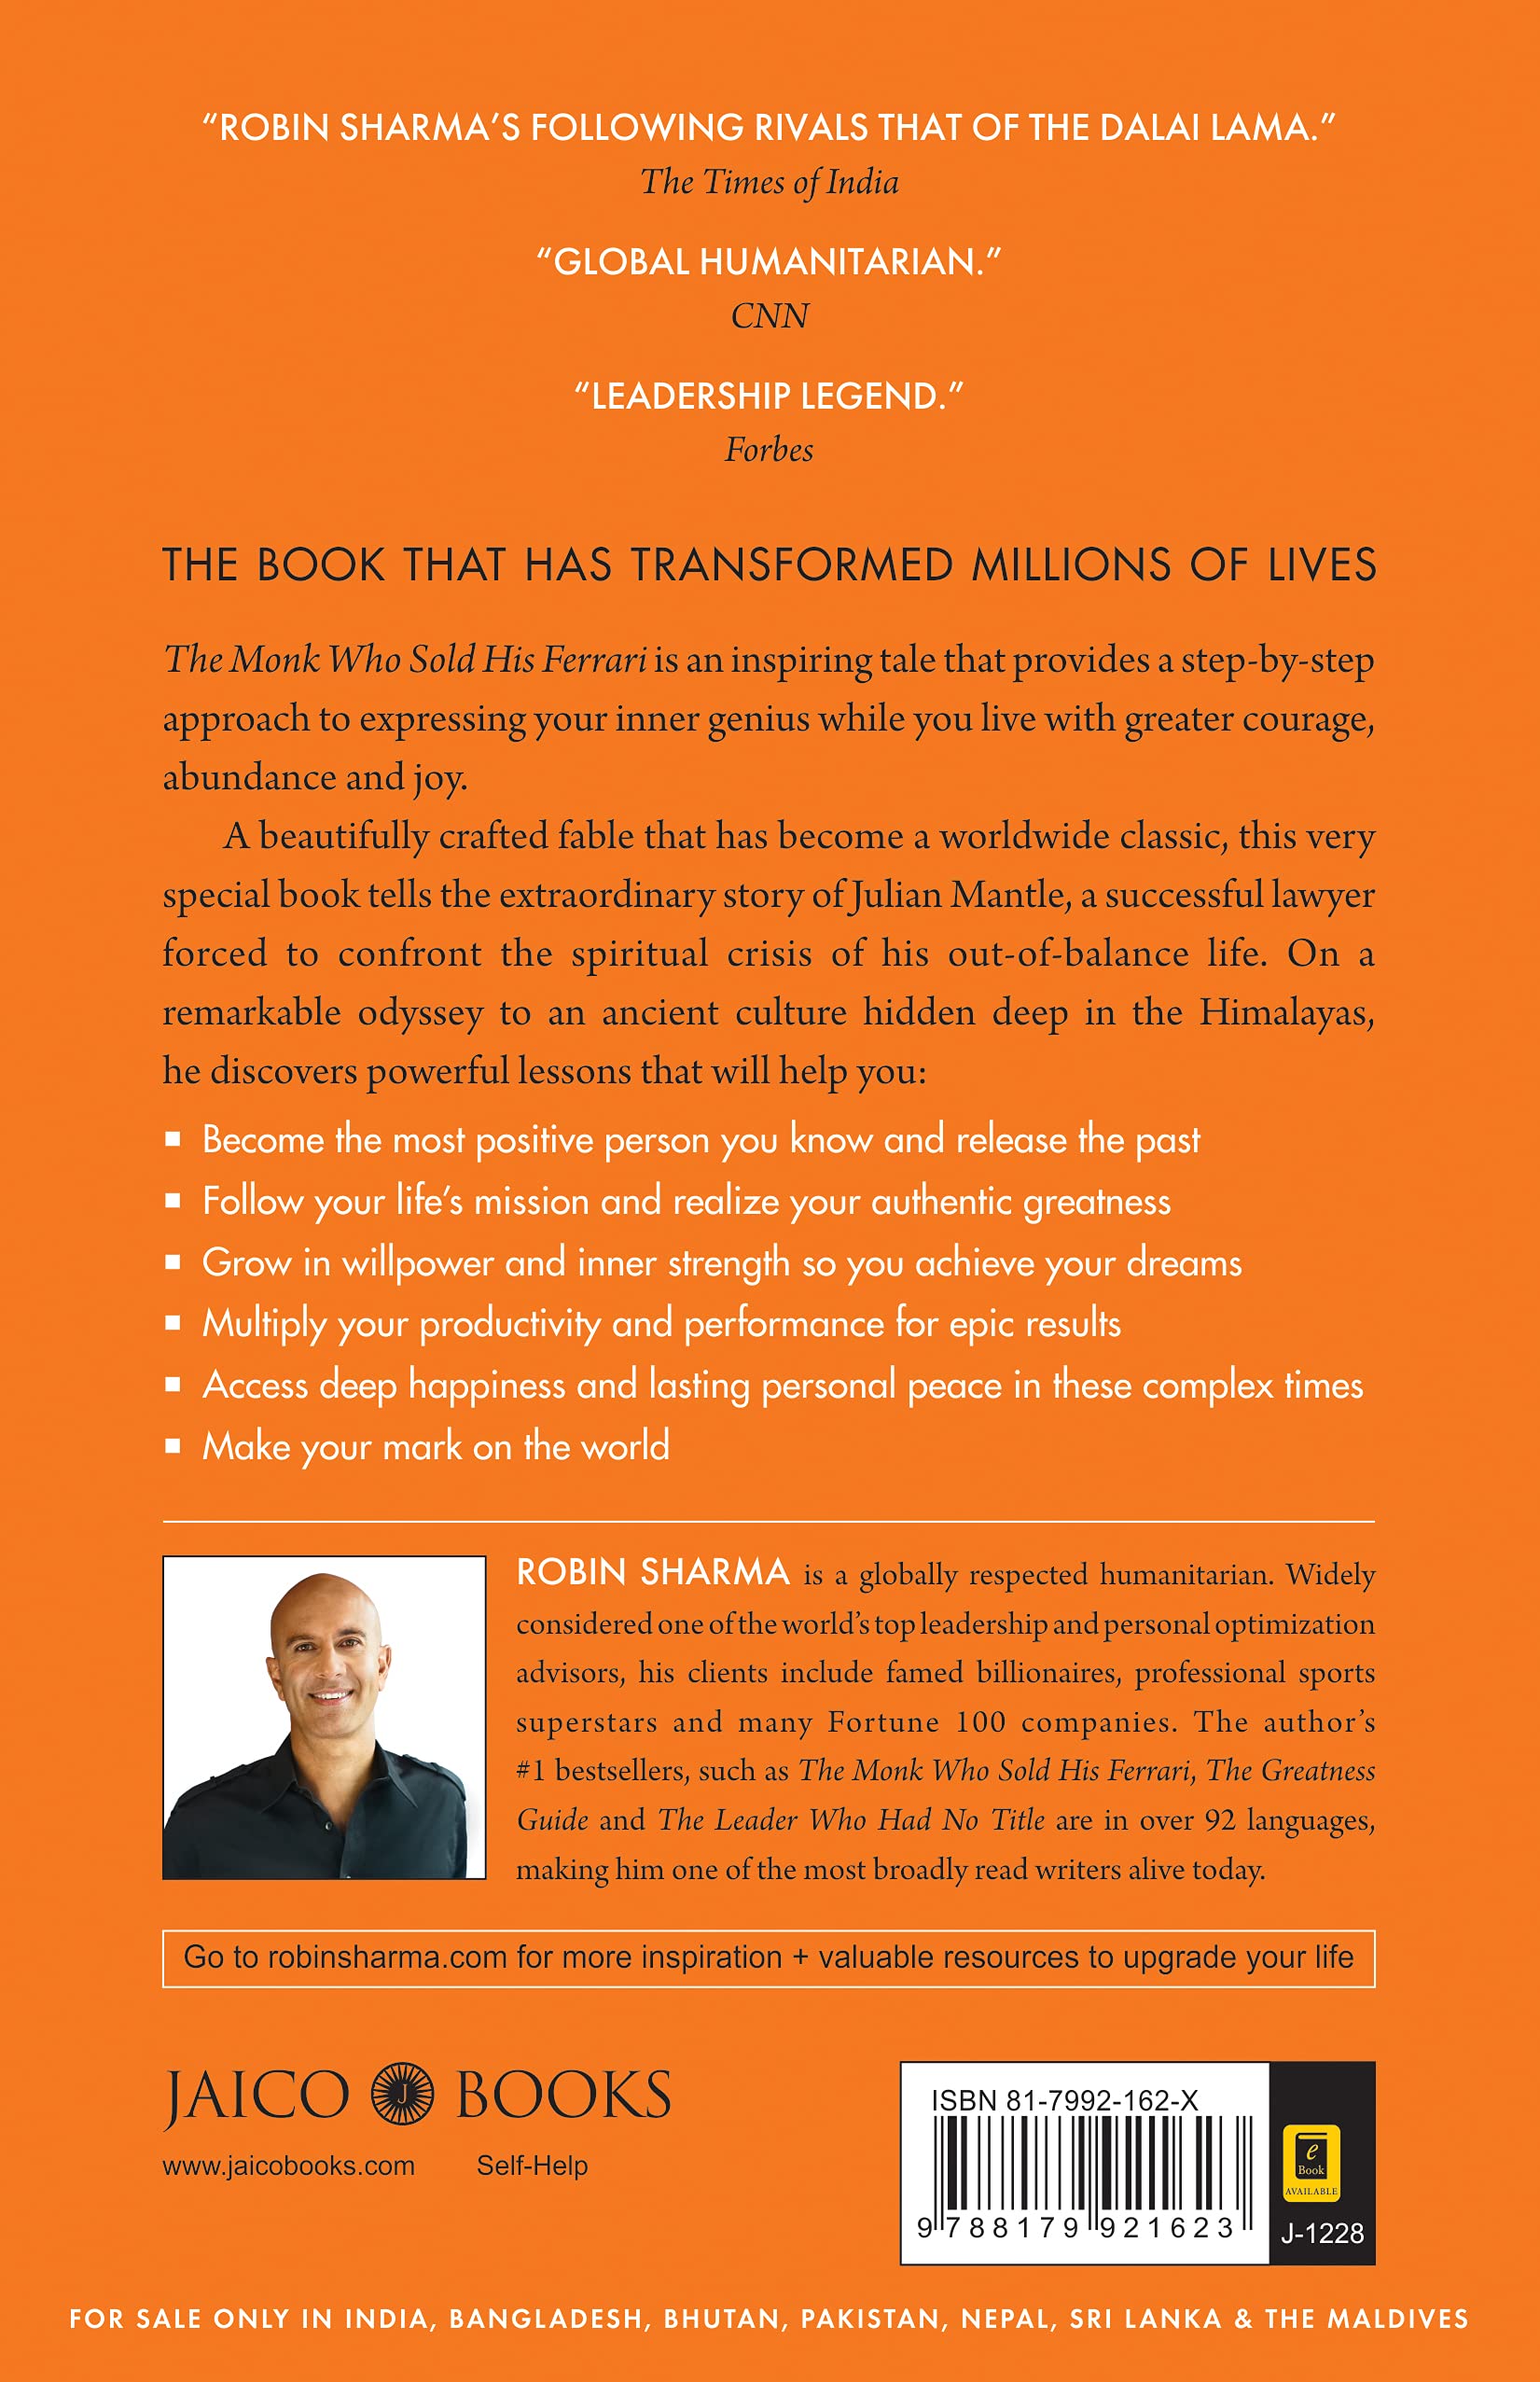 “ROBIN SHARMA’S FOLLOWING RIVALS THAT OF THE DALAI LAMA.”
The Times of India
“GLOBAL HUMANITARIAN.”
CNN
“LEADERSHIP LEGEND.”
Forbes
THE BOOK THAT HAS TRANSFORMED MILLIONS OF LIVES
The Monk Who Sold His Ferrari is an inspiring tale that provides a step-by-step
approach to expressing your inner genius while you live with greater courage,
abundance and joy.
A beautifully crafted fable that has become a worldwide classic, this very
special book tells the extraordinary story of Julian Mantle, a successful lawyer
forced to confront the spiritual crisis of his out-of-balance life. On a
remarkable odyssey to an ancient culture hidden deep in the Himalayas,
he discovers powerful lessons that will help you:
▪ Become the most positive person you know and release the past
▪ Follow your life’s mission and realize your authentic greatness
▪ Grow in willpower and inner strength so you achieve your dreams
▪ Multiply your productivity and performance for epic results
▪ Access deep happiness and lasting personal peace in these complex times
▪ Make your mark on the world
ROBIN SHARMA is a globally respected humanitarian. Widely
considered one of the world’s top leadership and personal optimization
advisors, his clients include famed billionaires, professional sports
superstars and many Fortune 100 companies. The author’s
#1 bestsellers, such as The Monk Who Sold His Ferrari, The Greatness
Guide and The Leader Who Had No Title are in over 92 languages,
making him one of the most broadly read writers alive today.
Go to robinsharma.com for more inspiration + valuable resources to upgrade your life
JAICO J BOOKS
www.jaicobooks.com Self-Help
ISBN 81-7992-162-X
9 788179 921623
e
Book
AVAILABLE
J-1228
FOR SALE ONLY IN INDIA, BANGLADESH, BHUTAN, PAKISTAN, NEPAL, SRI LANKA & THE MALDIVES